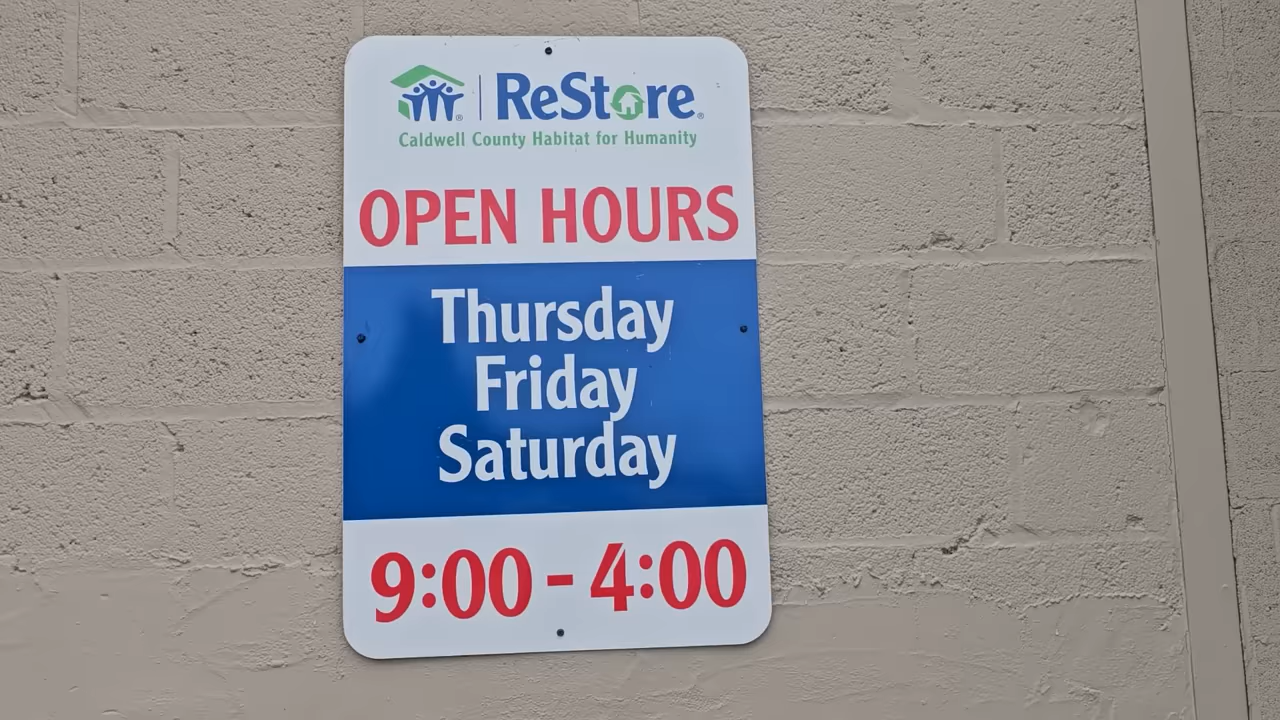 ReStore®
Caldwell County Habitat for Humanity
OPEN HOURS
Thursday
Friday
Saturday
9:00 - 4:00